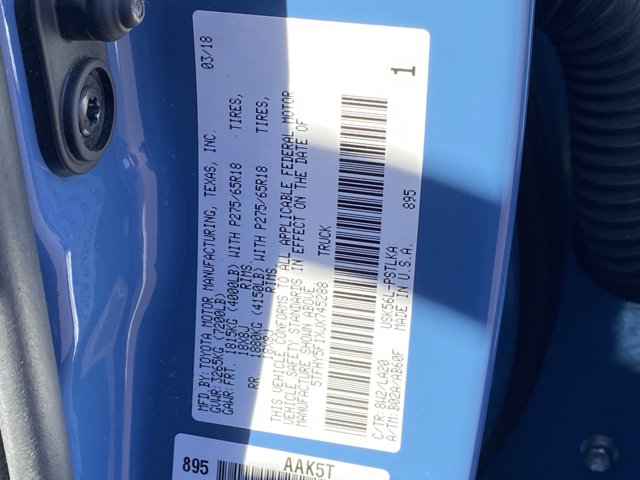 MFD BY: TOYOTA MOTOR MANUFACTURING, TEXAS, INC. 03/18
GVWR: 3265KG (7200LB)
GAWR: FRT. 1815KG (4000LB) WITH P275/65R18 TIRES,
18X8J RIMS
RR. 1880KG (4150LB) WITH P275/65R18 TIRES,
18X8J RIMS
THIS VEHICLE CONFORMS TO ALL APPLICABLE FEDERAL MOTOR
VEHICLE SAFETY STANDARDS IN EFFECT ON THE DATE OF
MANUFACTURE SHOWN ABOVE.
5TFHY5F1XJX745288 TRUCK
1
895
C/TR: 8W2/LA20 UBK56L-PSTLKA
A/TM: B02A/AB60F MADE IN U.S.A.
895 AAK5T